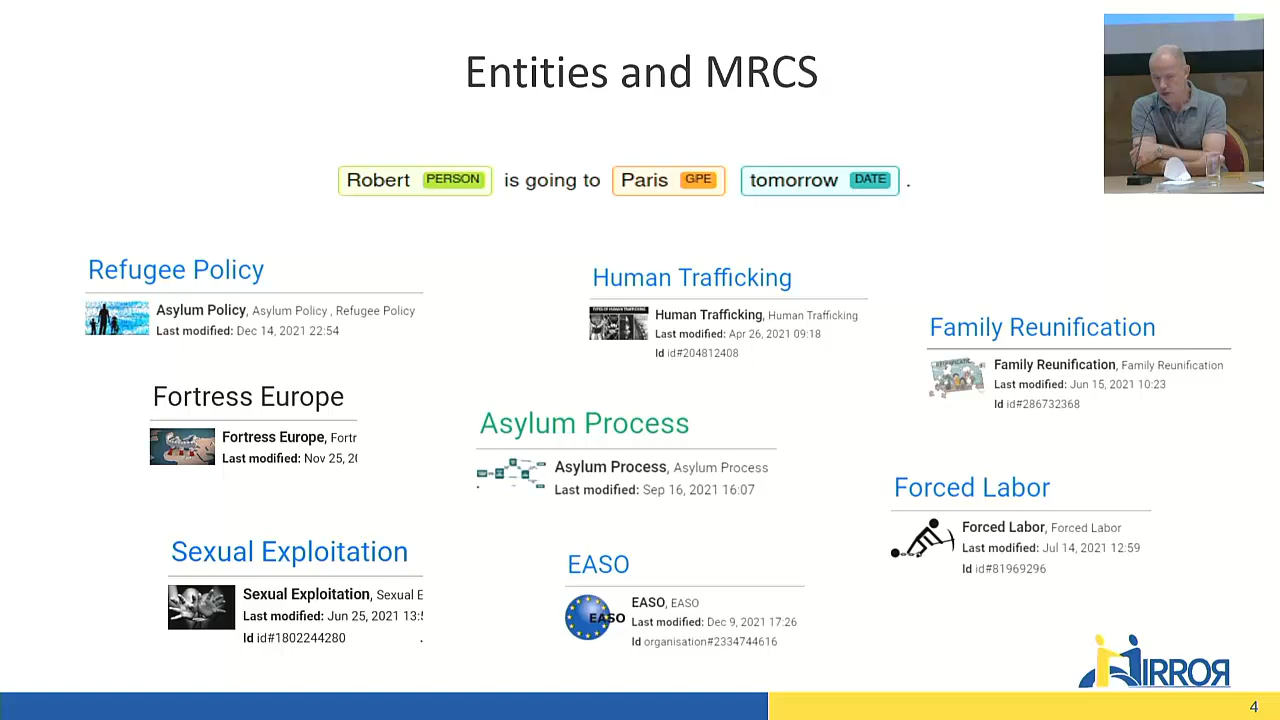 Entities and MRCS
Robert PERSON is going to Paris GPE tomorrow DATE .
Refugee Policy
Asylum Policy, Asylum Policy , Refugee Policy
Last modified: Dec 14, 2021 22:54
Human Trafficking
Human Trafficking, Human Trafficking
Last modified: Apr 26, 2021 09:18
Id id#204812408
Family Reunification
Family Reunification, Family Reunification
Last modified: Jun 15, 2021 10:23
Id id#286732368
Fortress Europe
Fortress Europe, Fortr
Last modified: Nov 25, 20
Asylum Process
Asylum Process, Asylum Process
Last modified: Sep 16, 2021 16:07
Forced Labor
Forced Labor, Forced Labor
Last modified: Jul 14, 2021 12:59
Id id#81969296
Sexual Exploitation
Sexual Exploitation, Sexual E
Last modified: Jun 25, 2021 13:5
Id id#1802244280
EASO
EASO
EASO, EASO
Last modified: Dec 9, 2021 17:26
Id organisation#2334744616
MIRROR
4